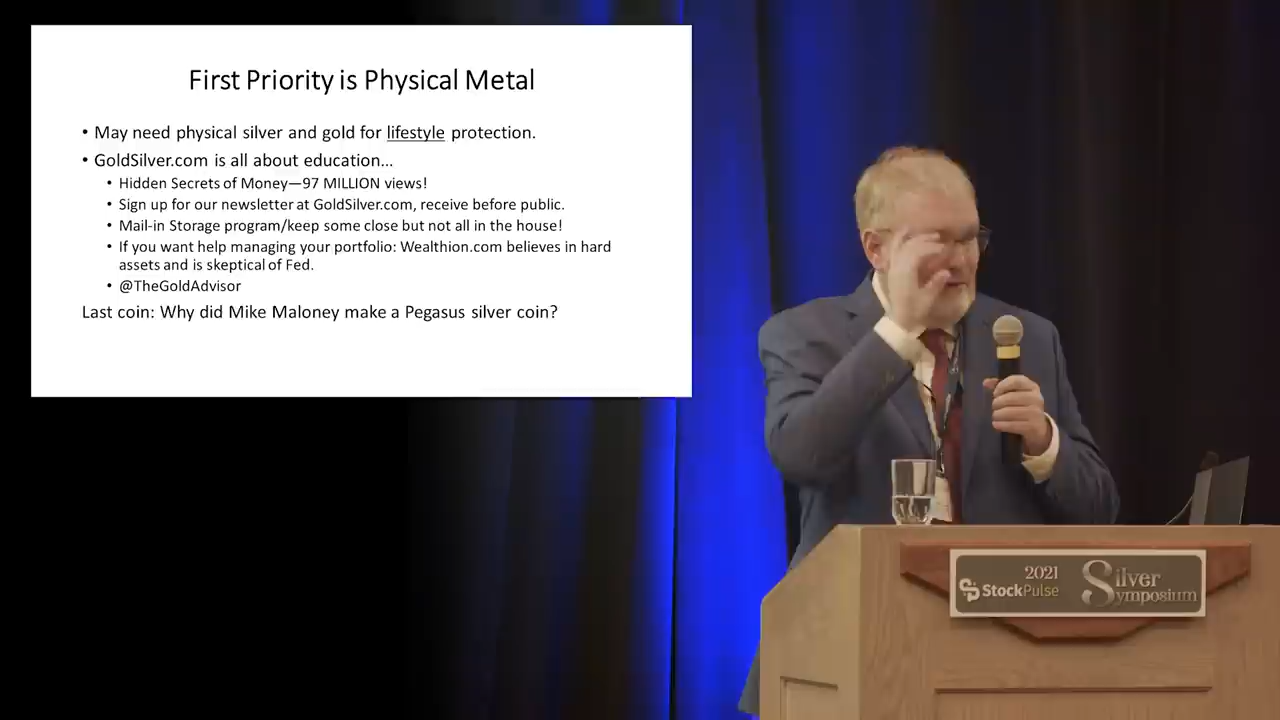 First Priority is Physical Metal
• May need physical silver and gold for lifestyle protection.
• GoldSilver.com is all about education…
• Hidden Secrets of Money—97 MILLION views!
• Sign up for our newsletter at GoldSilver.com, receive before public.
• Mail-in Storage program/keep some close but not all in the house!
• If you want help managing your portfolio: Wealthion.com believes in hard
assets and is skeptical of Fed.
• @TheGoldAdvisor
Last coin: Why did Mike Maloney make a Pegasus silver coin?
2021
StockPulse
Silver
Symposium